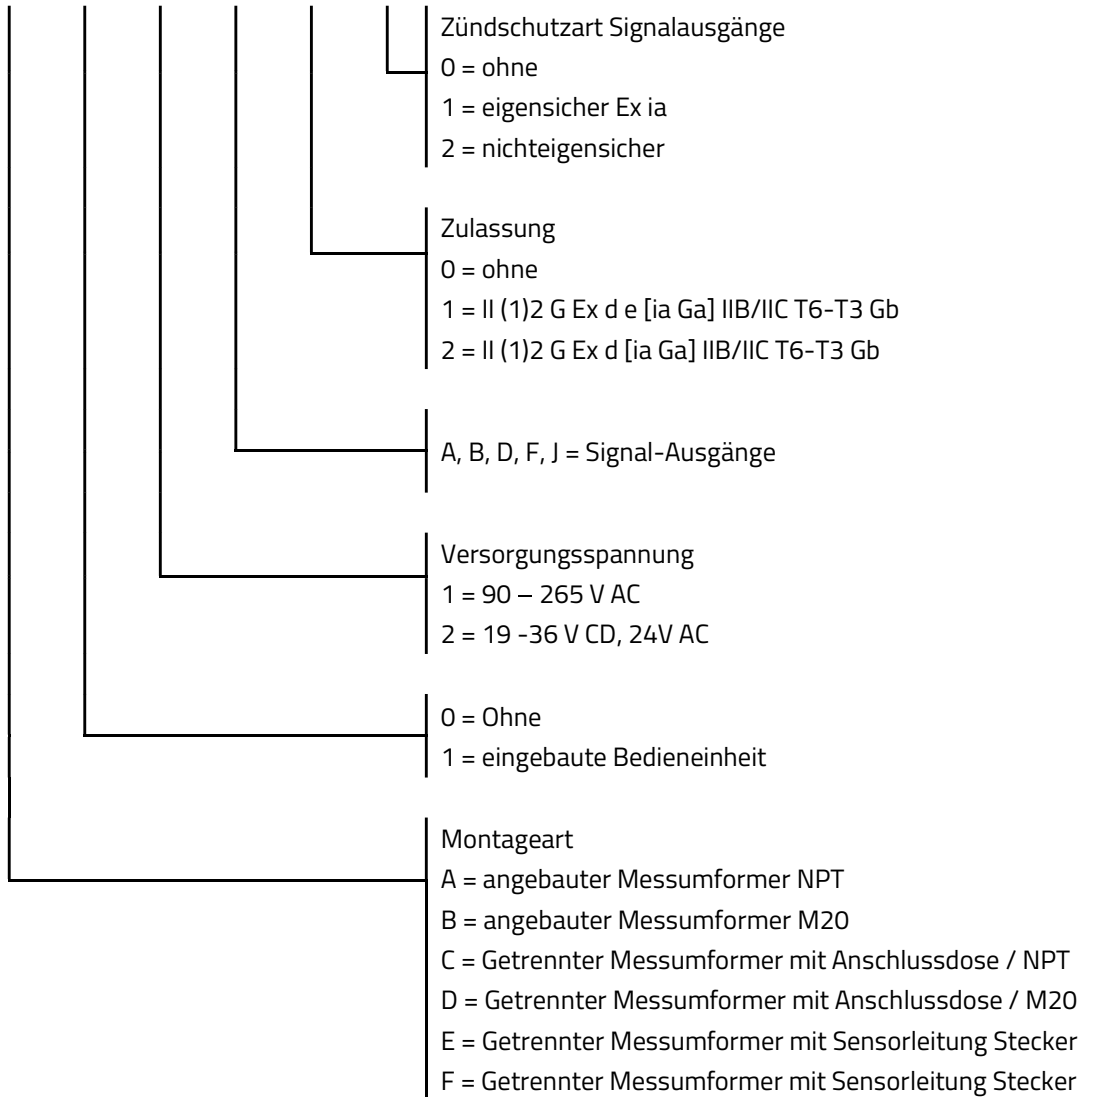 Zündschutzart Signalausgänge
0 = ohne
1 = eigensicher Ex ia
2 = nichteigensicher
Zulassung
0 = ohne
1 = II (1)2 G Ex d e [ia Ga] IIB/IIC T6-T3 Gb
2 = II (1)2 G Ex d [ia Ga] IIB/IIC T6-T3 Gb
A, B, D, F, J = Signal-Ausgänge
Versorgungsspannung
1 = 90 – 265 V AC
2 = 19 -36 V CD, 24V AC
0 = Ohne
1 = eingebaute Bedieneinheit
Montageart
A = angebauter Messumformer NPT
B = angebauter Messumformer M20
C = Getrennter Messumformer mit Anschlussdose / NPT
D = Getrennter Messumformer mit Anschlussdose / M20
E = Getrennter Messumformer mit Sensorleitung Stecker
F = Getrennter Messumformer mit Sensorleitung Stecker